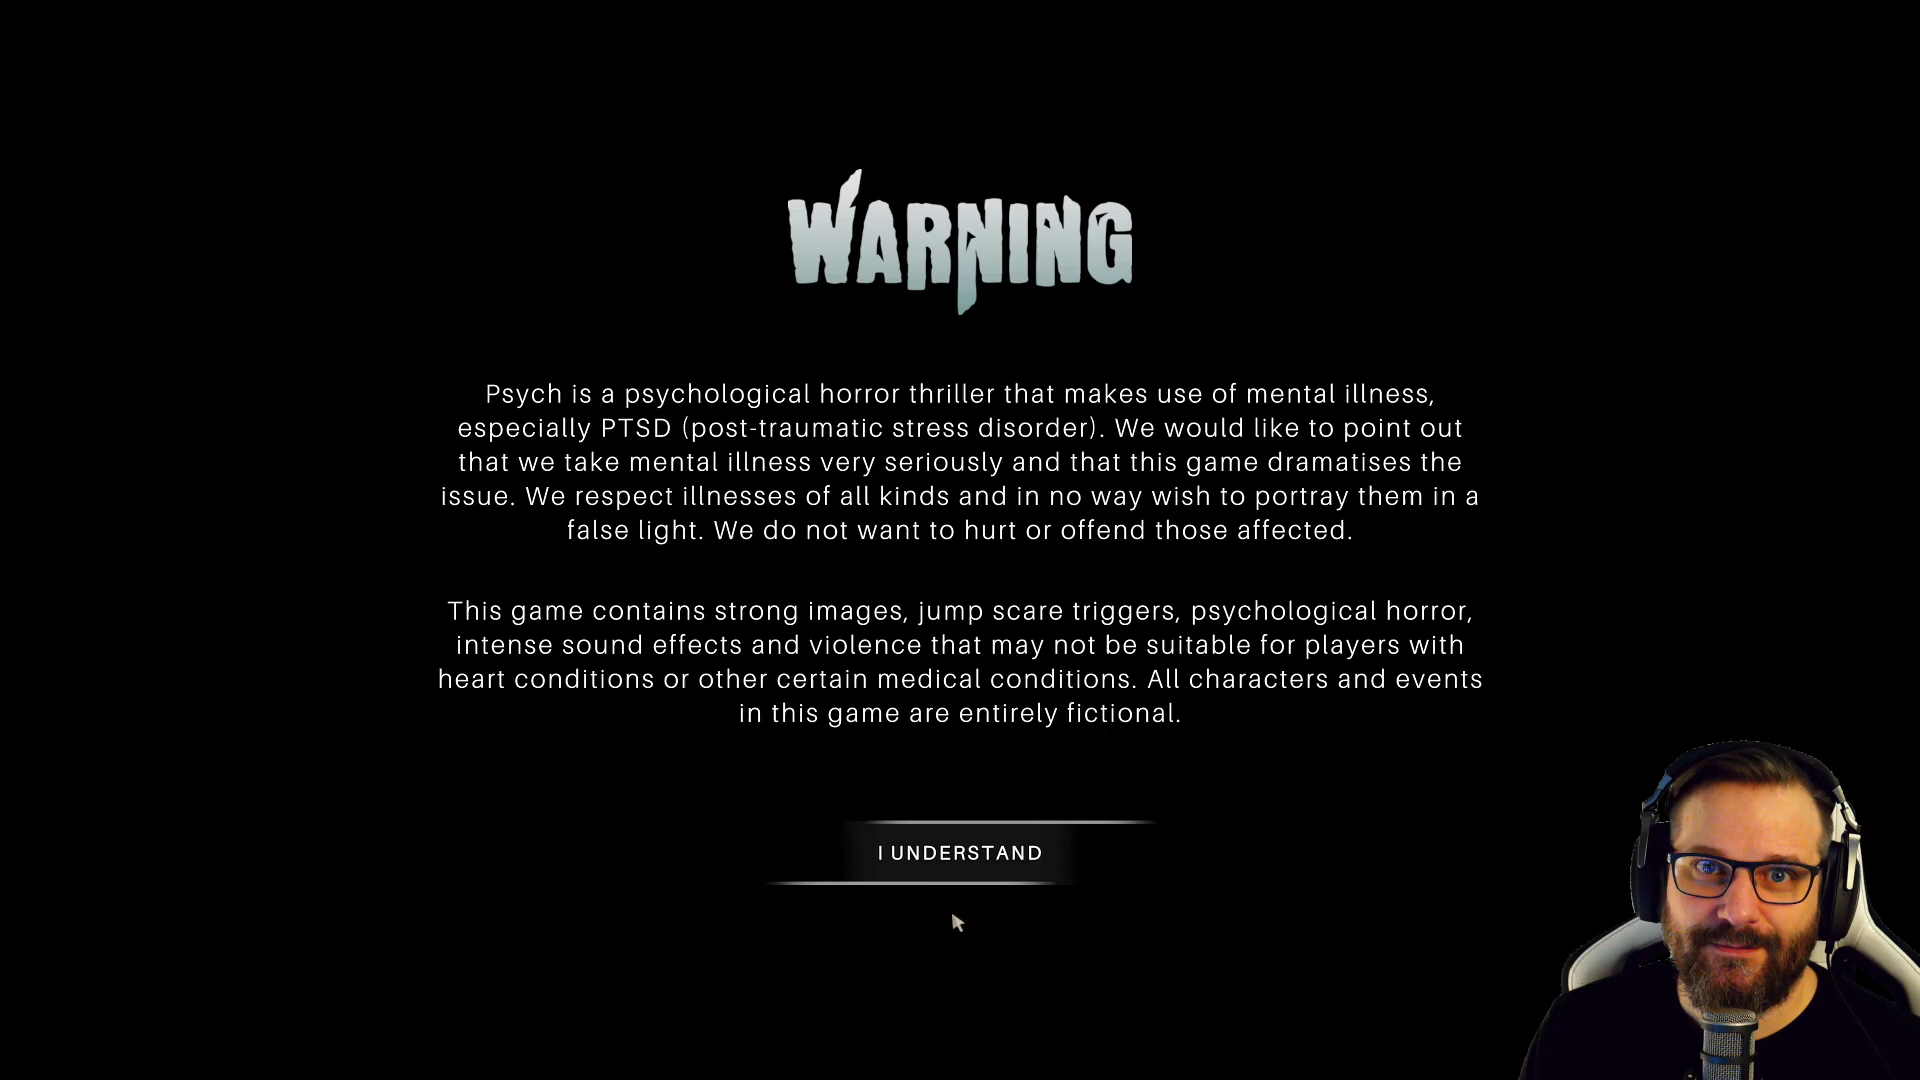 WARNING
Psych is a psychological horror thriller that makes use of mental illness,
especially PTSD (post-traumatic stress disorder). We would like to point out
that we take mental illness very seriously and that this game dramatises the
issue. We respect illnesses of all kinds and in no way wish to portray them in a
false light. We do not want to hurt or offend those affected.
This game contains strong images, jump scare triggers, psychological horror,
intense sound effects and violence that may not be suitable for players with
heart conditions or other certain medical conditions. All characters and events
in this game are entirely fictional.
I UNDERSTAND